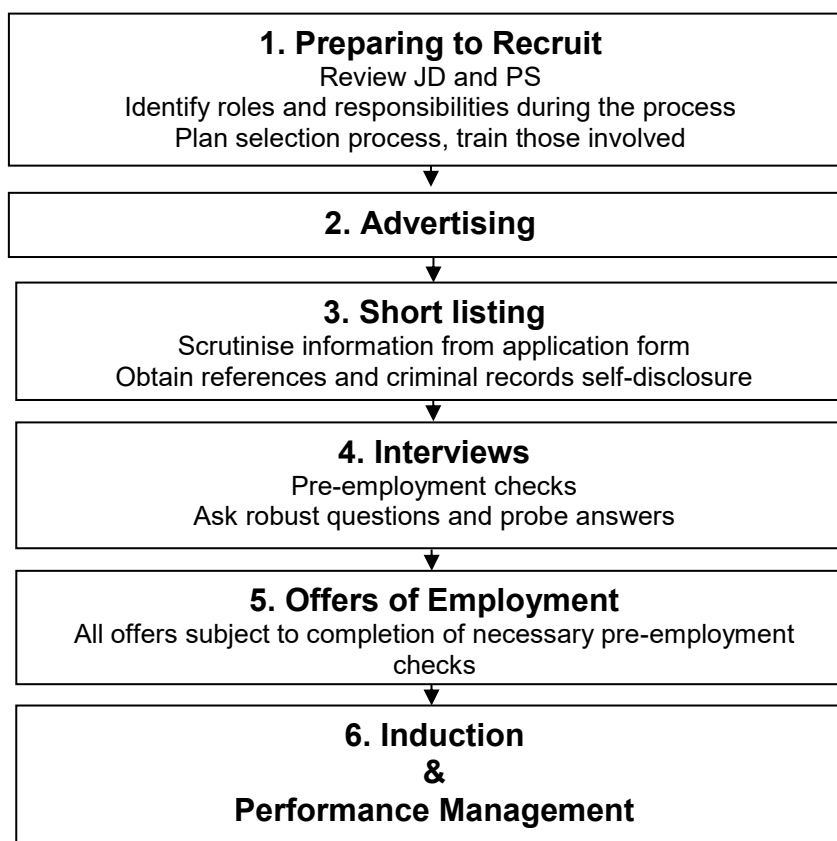 1. Preparing to Recruit
Review JD and PS
Identify roles and responsibilities during the process
Plan selection process, train those involved
2. Advertising
3. Short listing
Scrutinise information from application form
Obtain references and criminal records self-disclosure
4. Interviews
Pre-employment checks
Ask robust questions and probe answers
5. Offers of Employment
All offers subject to completion of necessary pre-employment
checks
6. Induction
&
Performance Management